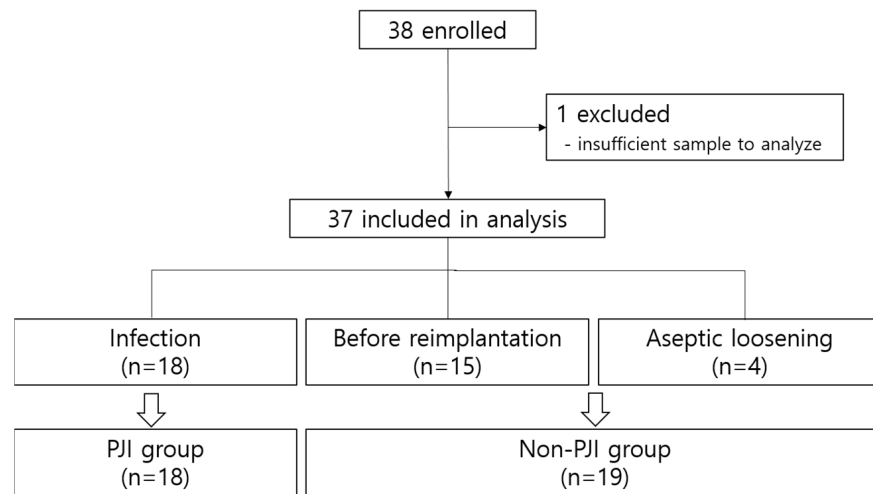 38 enrolled
1 excluded
- insufficient sample to analyze
37 included in analysis
Infection
(n=18)
Before reimplantation
(n=15)
Aseptic loosening
(n=4)
PJI group
(n=18)
Non-PJI group
(n=19)